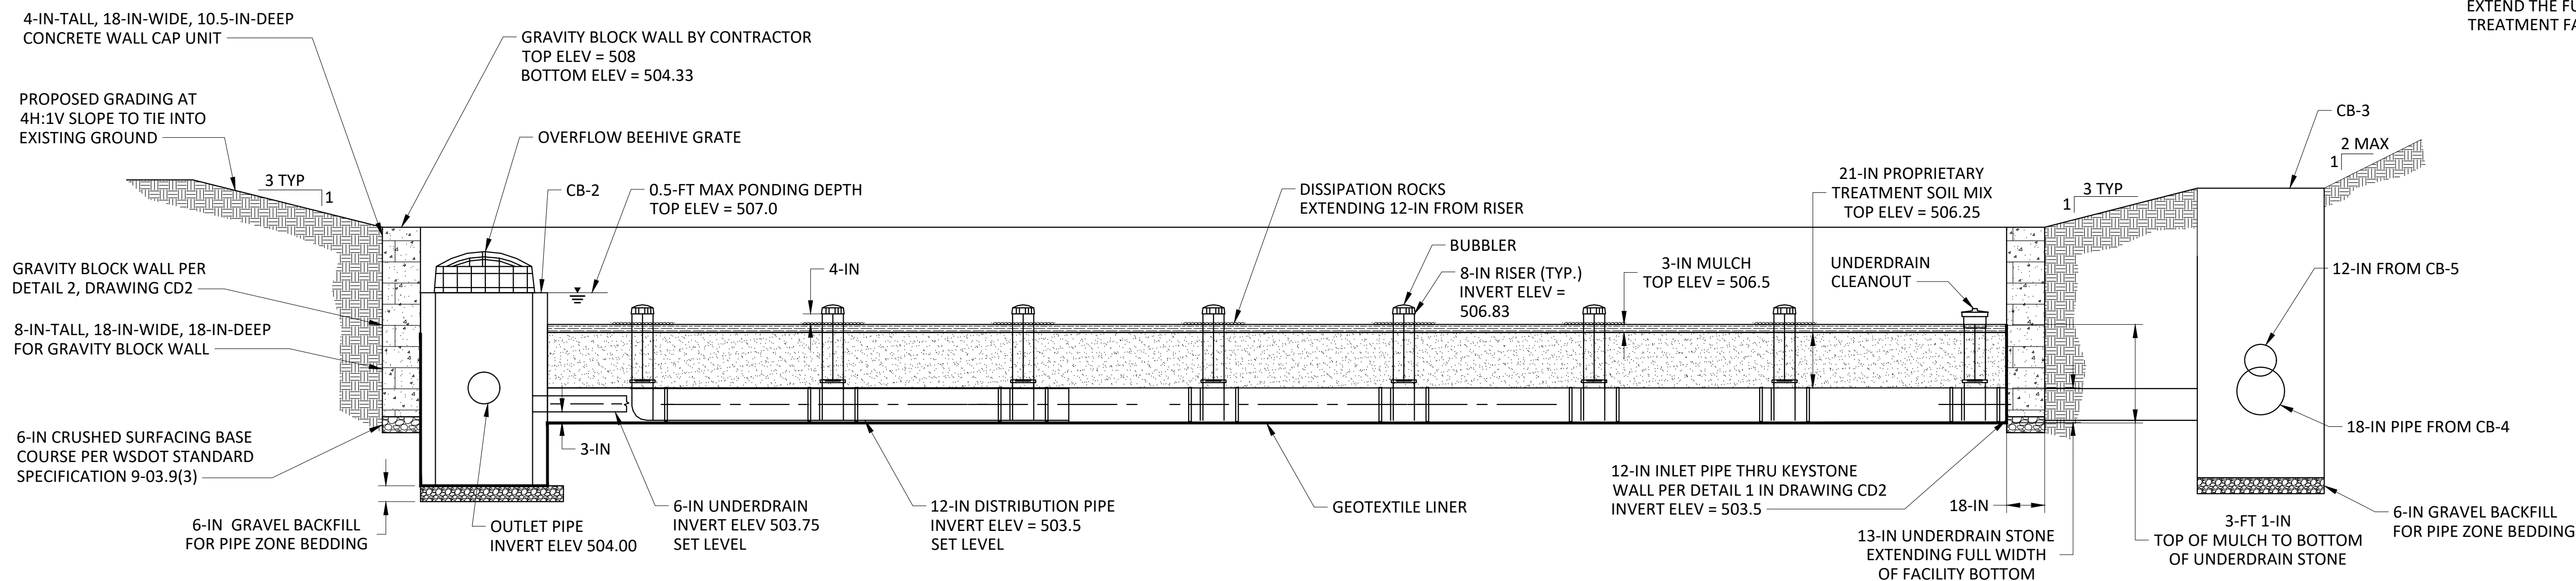 4-IN-TALL, 18-IN-WIDE, 10.5-IN-DEEP
CONCRETE WALL CAP UNIT
GRAVITY BLOCK WALL BY CONTRACTOR
TOP ELEV = 508
BOTTOM ELEV = 504.33
PROPOSED GRADING AT
4H:1V SLOPE TO TIE INTO
EXISTING GROUND
OVERFLOW BEEHIVE GRATE
3 TYP
1
CB-2
0.5-FT MAX PONDING DEPTH
TOP ELEV = 507.0
DISSIPATION ROCKS
EXTENDING 12-IN FROM RISER
21-IN PROPRIETARY
TREATMENT SOIL MIX
TOP ELEV = 506.25
3 TYP
1
CB-3
2 MAX
1
EXTEND THE FU
TREATMENT FA
GRAVITY BLOCK WALL PER
DETAIL 2, DRAWING CD2
4-IN
BUBBLER
8-IN RISER (TYP.)
INVERT ELEV =
506.83
3-IN MULCH
TOP ELEV = 506.5
UNDERDRAIN
CLEANOUT
12-IN FROM CB-5
8-IN-TALL, 18-IN-WIDE, 18-IN-DEEP
FOR GRAVITY BLOCK WALL
6-IN CRUSHED SURFACING BASE
COURSE PER WSDOT STANDARD
SPECIFICATION 9-03.9(3)
3-IN
18-IN PIPE FROM CB-4
6-IN GRAVEL BACKFILL
FOR PIPE ZONE BEDDING
OUTLET PIPE
INVERT ELEV 504.00
6-IN UNDERDRAIN
INVERT ELEV 503.75
SET LEVEL
12-IN DISTRIBUTION PIPE
INVERT ELEV = 503.5
SET LEVEL
GEOTEXTILE LINER
12-IN INLET PIPE THRU KEYSTONE
WALL PER DETAIL 1 IN DRAWING CD2
INVERT ELEV = 503.5
18-IN
13-IN UNDERDRAIN STONE
EXTENDING FULL WIDTH
OF FACILITY BOTTOM
3-FT 1-IN
TOP OF MULCH TO BOTTOM
OF UNDERDRAIN STONE
6-IN GRAVEL BACKFILL
FOR PIPE ZONE BEDDING